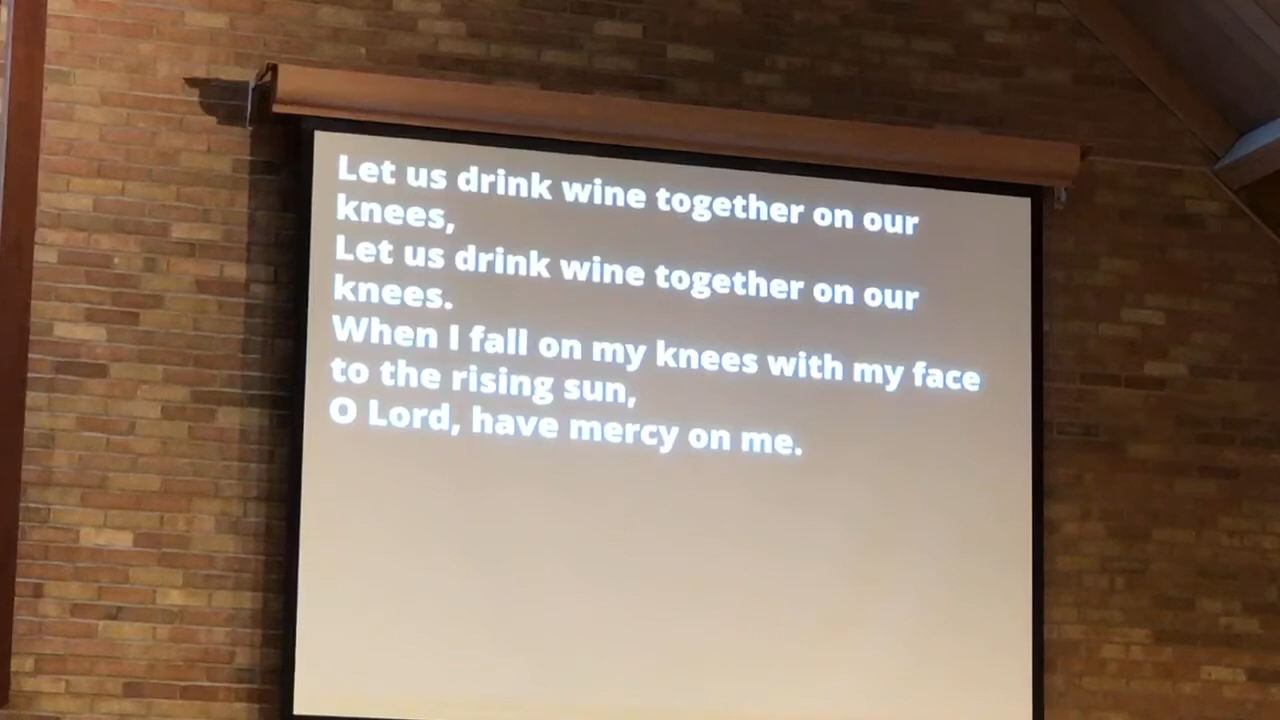 Let us drink wine together on our
knees,
Let us drink wine together on our
knees.
When I fall on my knees with my face
to the rising sun,
O Lord, have mercy on me.